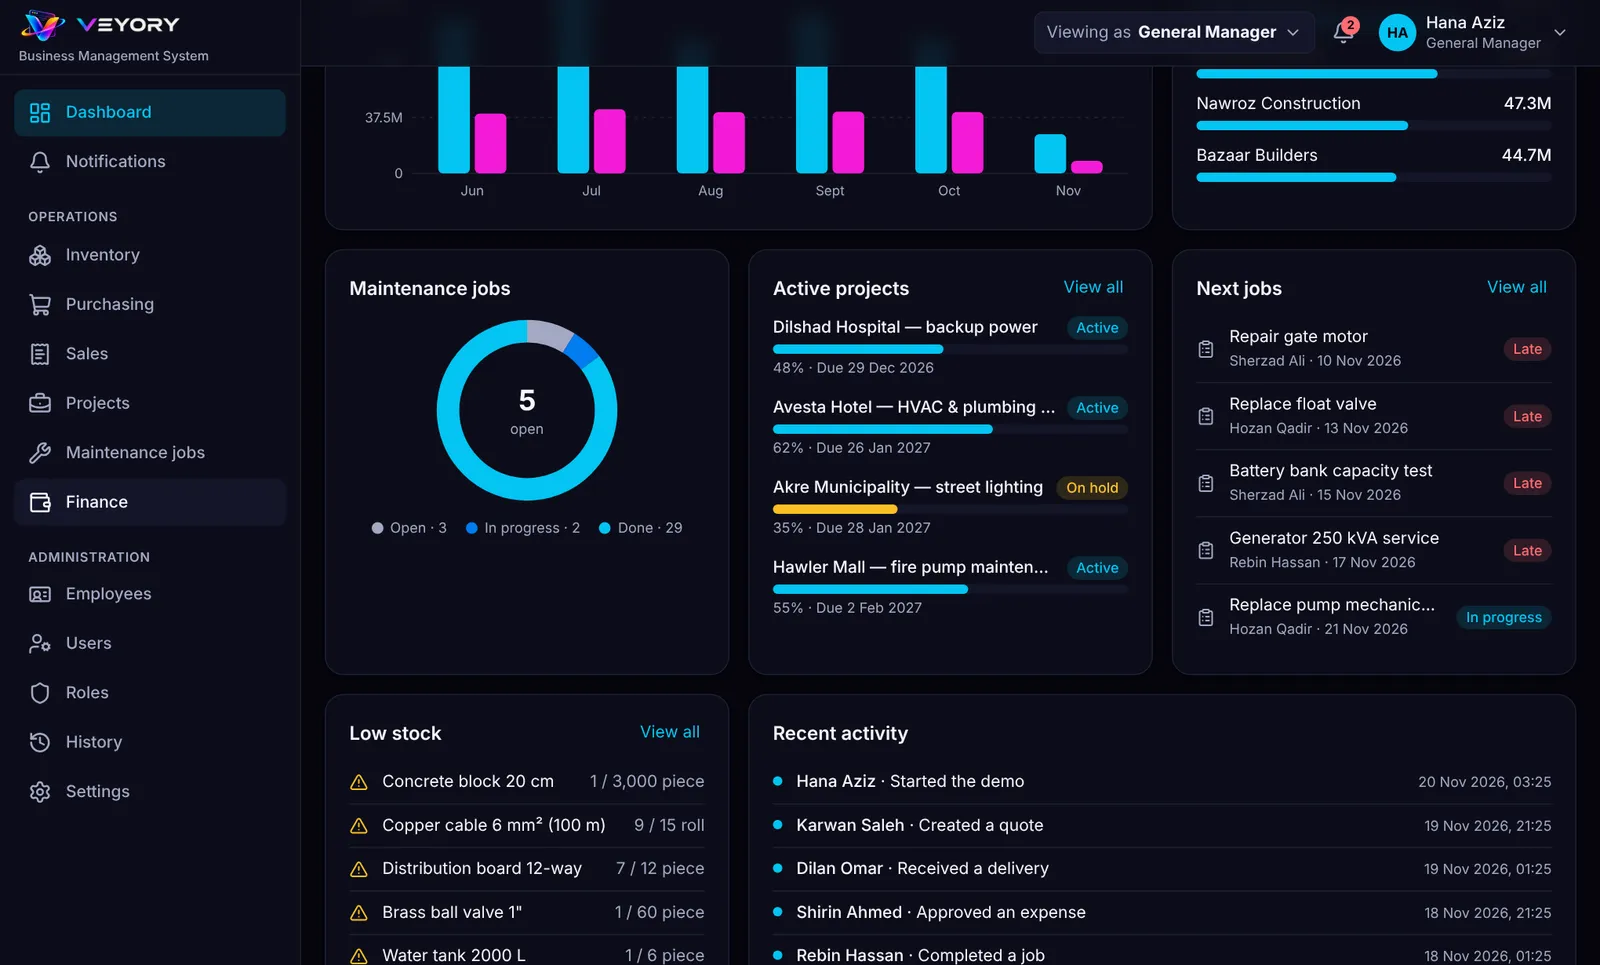 VEYORY
Business Management System
Viewing as General Manager
2
HA
Hana Aziz
General Manager
Dashboard
Notifications
OPERATIONS
Inventory
Purchasing
Sales
Projects
Maintenance jobs
Finance
ADMINISTRATION
Employees
Users
Roles
History
Settings
37.5M
0
Jun
Jul
Aug
Sept
Oct
Nov
Nawroz Construction 47.3M
Bazaar Builders 44.7M
Maintenance jobs
5
open
Open · 3
In progress · 2
Done · 29
Active projects View all
Dilshad Hospital — backup power Active
48% · Due 29 Dec 2026
Avesta Hotel — HVAC & plumbing ... Active
62% · Due 26 Jan 2027
Akre Municipality — street lighting On hold
35% · Due 28 Jan 2027
Hawler Mall — fire pump mainten... Active
55% · Due 2 Feb 2027
Next jobs View all
Repair gate motor
Sherzad Ali · 10 Nov 2026
Late
Replace float valve
Hozan Qadir · 13 Nov 2026
Late
Battery bank capacity test
Sherzad Ali · 15 Nov 2026
Late
Generator 250 kVA service
Rebin Hassan · 17 Nov 2026
Late
Replace pump mechanic...
Hozan Qadir · 21 Nov 2026
In progress
Low stock View all
Concrete block 20 cm 1 / 3,000 piece
Copper cable 6 mm² (100 m) 9 / 15 roll
Distribution board 12-way 7 / 12 piece
Brass ball valve 1" 1 / 60 piece
Water tank 2000 L 1 / 6 piece
Recent activity
Hana Aziz · Started the demo 20 Nov 2026, 03:25
Karwan Saleh · Created a quote 19 Nov 2026, 21:25
Dilan Omar · Received a delivery 19 Nov 2026, 01:25
Shirin Ahmed · Approved an expense 18 Nov 2026, 21:25
Rebin Hassan · Completed a job 18 Nov 2026, 01:25